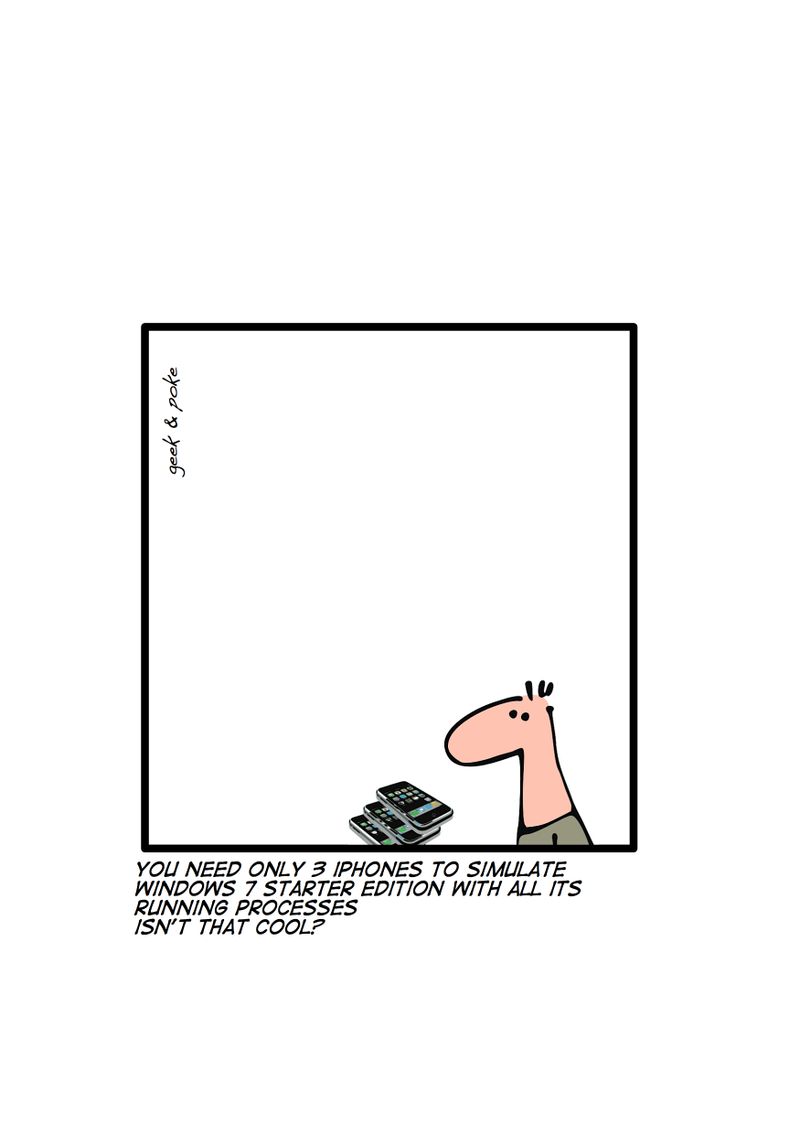 geek & poke
YOU NEED ONLY 3 IPHONES TO SIMULATE
WINDOWS 7 STARTER EDITION WITH ALL ITS
RUNNING PROCESSES
ISN'T THAT COOL?